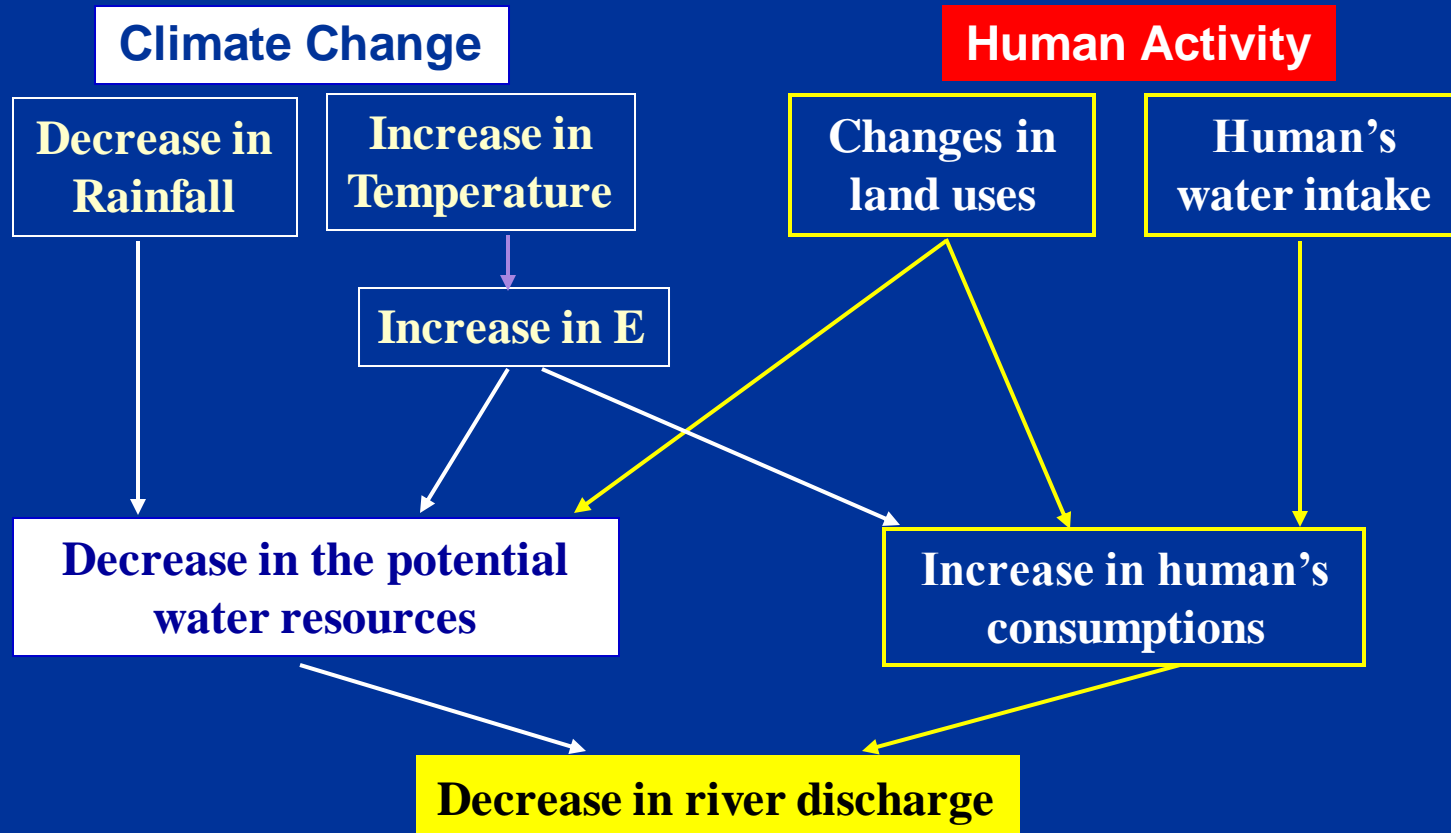 Climate Change
Human Activity
Decrease in
Rainfall
Increase in
Temperature
Changes in
land uses
Human’s
water intake
Increase in E
Decrease in the potential
water resources
Increase in human’s
consumptions
Decrease in river discharge